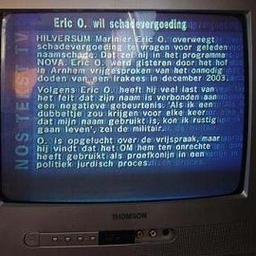 Eric O. wil schadevergoeding
HILVERSUM Marinier Eric O. overweegt
schadevergoeding te vragen voor geleden
naamschade. Dat zei hij in het programma
NOVA. Eric O. werd gisteren door het hof
in Arnhem vrijgesproken van het onnodig
doden van een Irakees in december 2003.
Volgens Eric O. heeft hij veel last van
het feit dat zijn naam is verbonden aan
een negatieve gebeurtenis. 'Als ik een
dubbeltje zou krijgen voor elke keer
dat mijn naam gebruikt is, kon ik rustig
gaan leven', zei de militair.
O. is opgelucht over de vrijspraak, maar
hij vindt dat het OM hem ten onrechte
heeft gebruikt als proefkonijn in een
politiek juridisch proces.
NOS TEKST TV
THOMSON